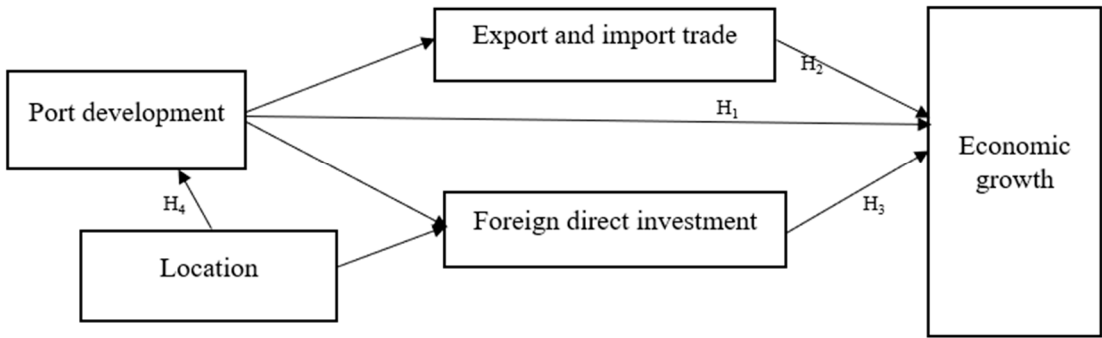 Export and import trade
H₂
Port development
H₁
Economic
growth
Foreign direct investment
H₄
H₃
Location